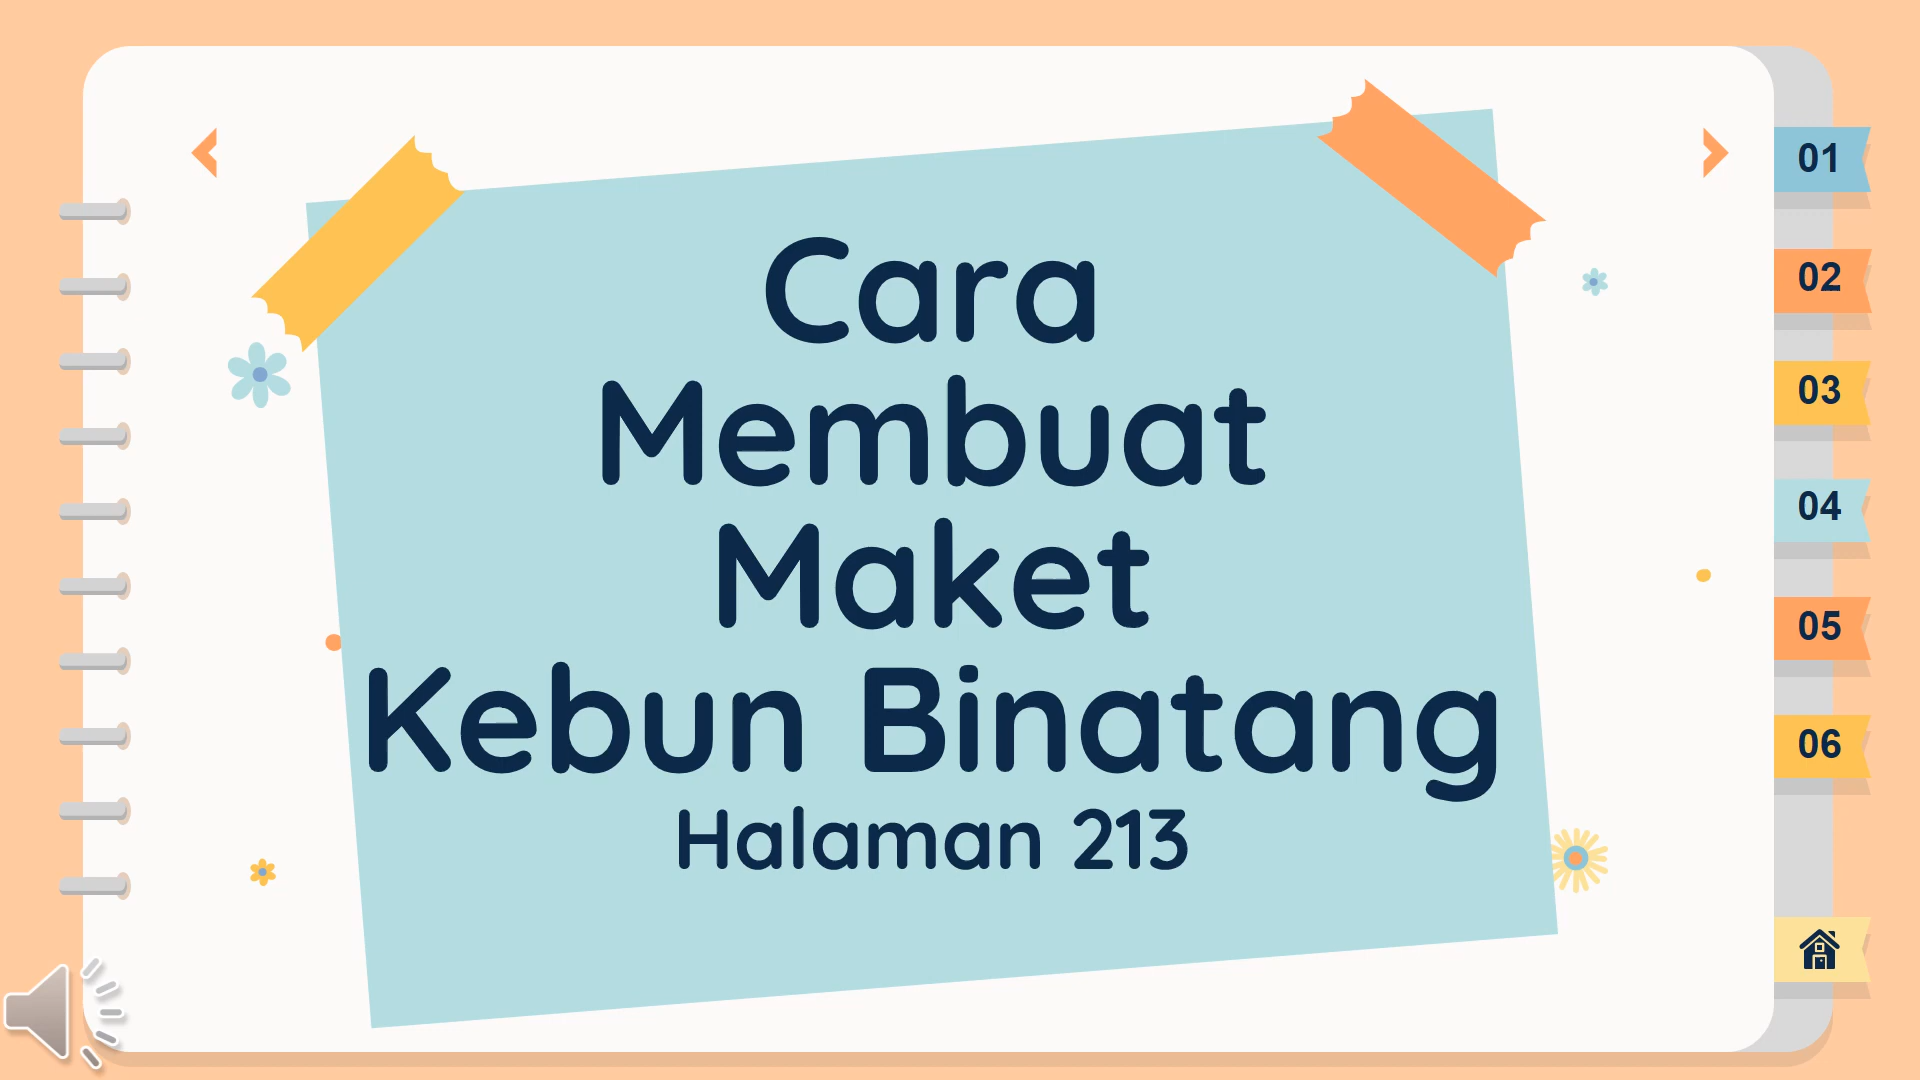 Cara
Membuat
Maket
Kebun Binatang
Halaman 213
01
02
03
04
05
06